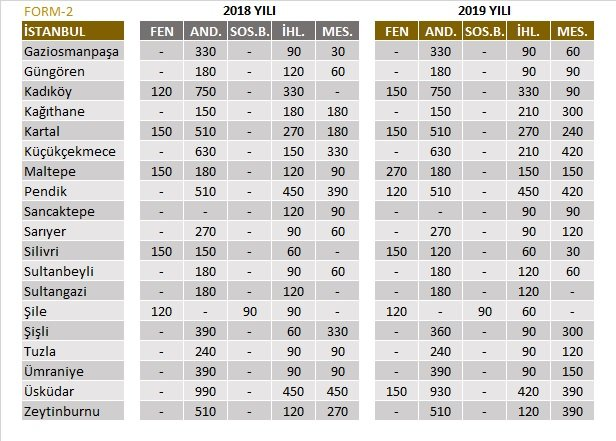 FORM-2 2018 YILI 2019 YILI
İSTANBUL FEN AND. SOS.B. İHL. MES. FEN AND. SOS.B. İHL. MES.
Gaziosmanpaşa - 330 - 90 30 - 330 - 90 60
Güngören - 180 - 120 60 - 180 - 90 90
Kadıköy 120 750 - 330 - 150 750 - 330 90
Kağıthane - 150 - 180 180 - 150 - 210 300
Kartal 150 510 - 270 180 150 510 - 270 240
Küçükçekmece - 630 - 150 330 - 630 - 210 420
Maltepe 150 180 - 120 90 270 180 - 150 150
Pendik - 510 - 450 390 120 510 - 450 420
Sancaktepe - - - 120 90 - - - 90 90
Sarıyer - 270 - 90 60 - 270 - 90 120
Silivri 150 150 - 60 - 150 120 - 60 30
Sultanbeyli - 180 - 90 60 - 180 - 120 60
Sultangazi - 180 - 120 - - 180 - 120 -
Şile 120 - 90 90 - 120 - 90 60 -
Şişli - 390 - 60 330 - 360 - 90 300
Tuzla - 240 - 90 90 - 240 - 90 120
Ümraniye - 390 - 90 90 - 390 - 90 150
Üsküdar - 990 - 450 450 150 930 - 420 390
Zeytinburnu - 510 - 120 270 - 510 - 120 390